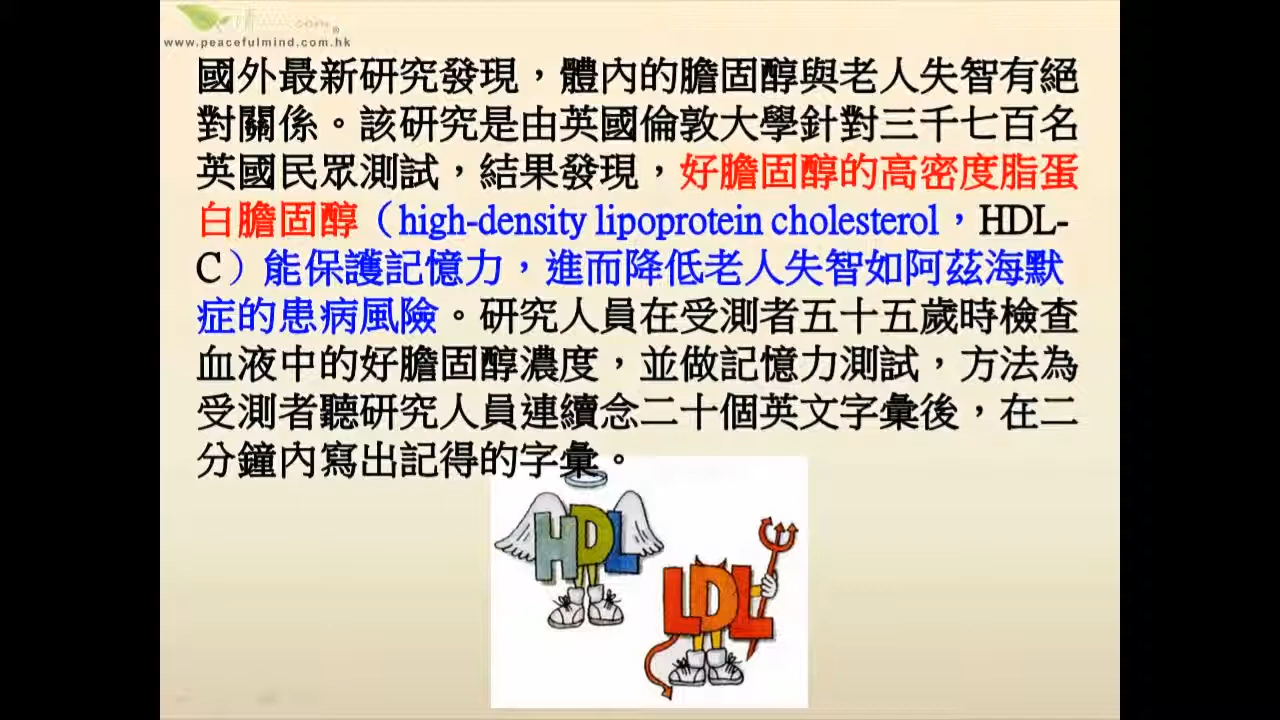 www.peacefulmind.com.hk
國外最新研究發現，體內的膽固醇與老人失智有絕
對關係。該研究是由英國倫敦大學針對三千七百名
英國民眾測試，結果發現，好膽固醇的高密度脂蛋
白膽固醇（high-density lipoprotein cholesterol，HDL-
C）能保護記憶力，進而降低老人失智如阿茲海默
症的患病風險。研究人員在受測者五十五歲時檢查
血液中的好膽固醇濃度，並做記憶力測試，方法為
受測者聽研究人員連續念二十個英文字彙後，在二
分鐘內寫出記得的字彙。
HDL
LDL